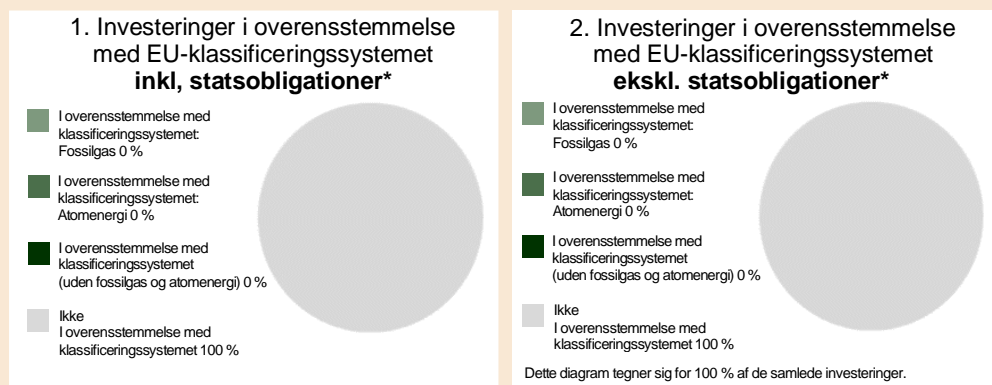 1. Investeringer i overensstemmelse
med EU-klassificeringssystemet
inkl, statsobligationer*
I overensstemmelse med
klassificeringssystemet:
Fossilgas 0 %
I overensstemmelse med
klassificeringssystemet:
Atomenergi 0 %
I overensstemmelse med
klassificeringssystemet
(uden fossilgas og atomenergi) 0 %
Ikke
I overensstemmelse med
klassificeringssystemet 100 %
2. Investeringer i overensstemmelse
med EU-klassificeringssystemet
ekskl. statsobligationer*
I overensstemmelse med
klassificeringssystemet:
Fossilgas 0 %
I overensstemmelse med
klassificeringssystemet:
Atomenergi 0 %
I overensstemmelse med
klassificeringssystemet
(uden fossilgas og atomenergi) 0 %
Ikke
I overensstemmelse med
klassificeringssystemet 100 %
Dette diagram tegner sig for 100 % af de samlede investeringer.